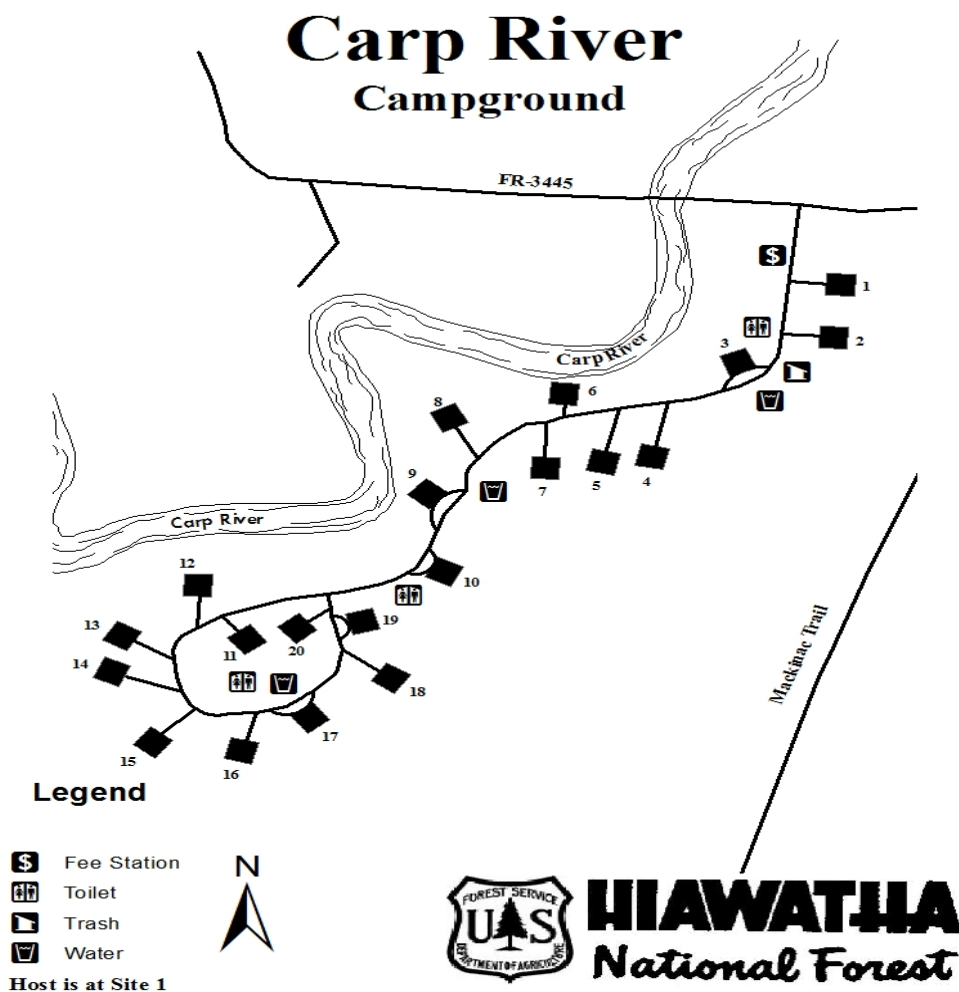 Carp River
Campground
FR-3445
$
1
2
3
Carp River
6
8
7
5
4
9
Carp River
10
12
19
13
11
20
14
18
17
15
16
Mackinac Trail
Legend
$ Fee Station
Toilet
Trash
Water
Host is at Site 1
N
FOREST SERVICE
U S
DEPARTMENT OF AGRICULTURE
HIAWATHA
National Forest